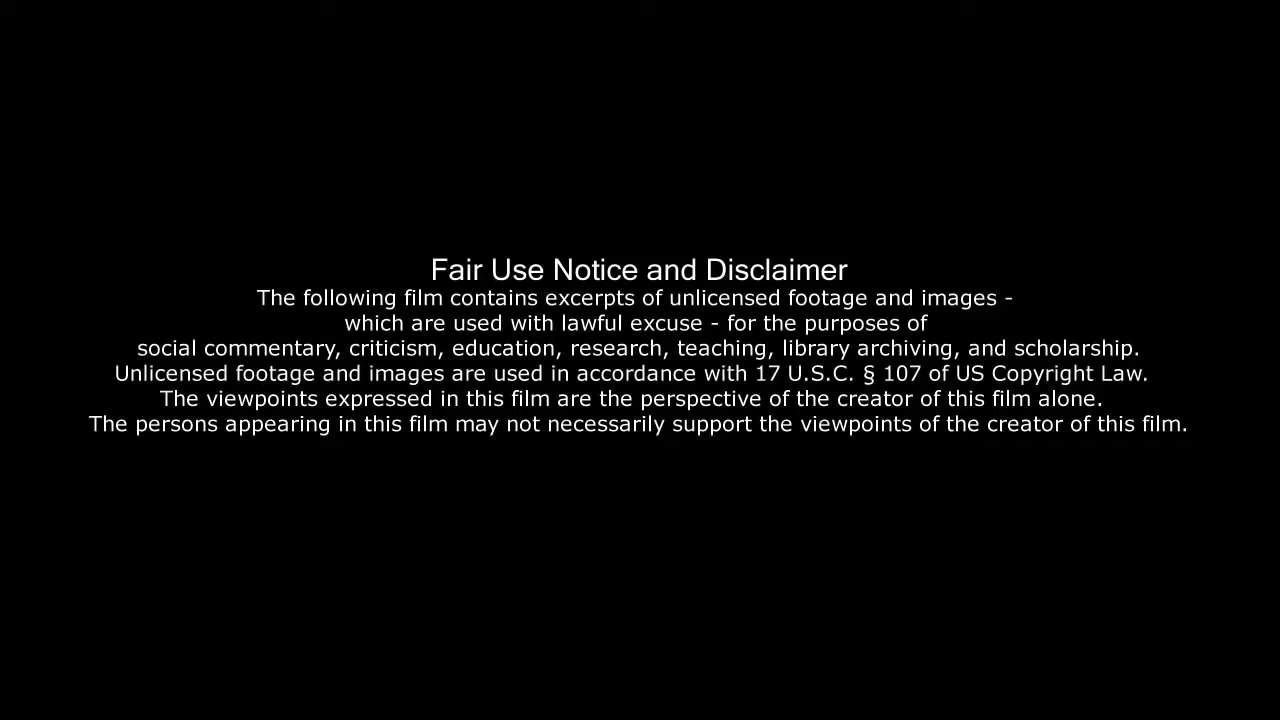 Fair Use Notice and Disclaimer
The following film contains excerpts of unlicensed footage and images -
which are used with lawful excuse - for the purposes of
social commentary, criticism, education, research, teaching, library archiving, and scholarship.
Unlicensed footage and images are used in accordance with 17 U.S.C. § 107 of US Copyright Law.
The viewpoints expressed in this film are the perspective of the creator of this film alone.
The persons appearing in this film may not necessarily support the viewpoints of the creator of this film.